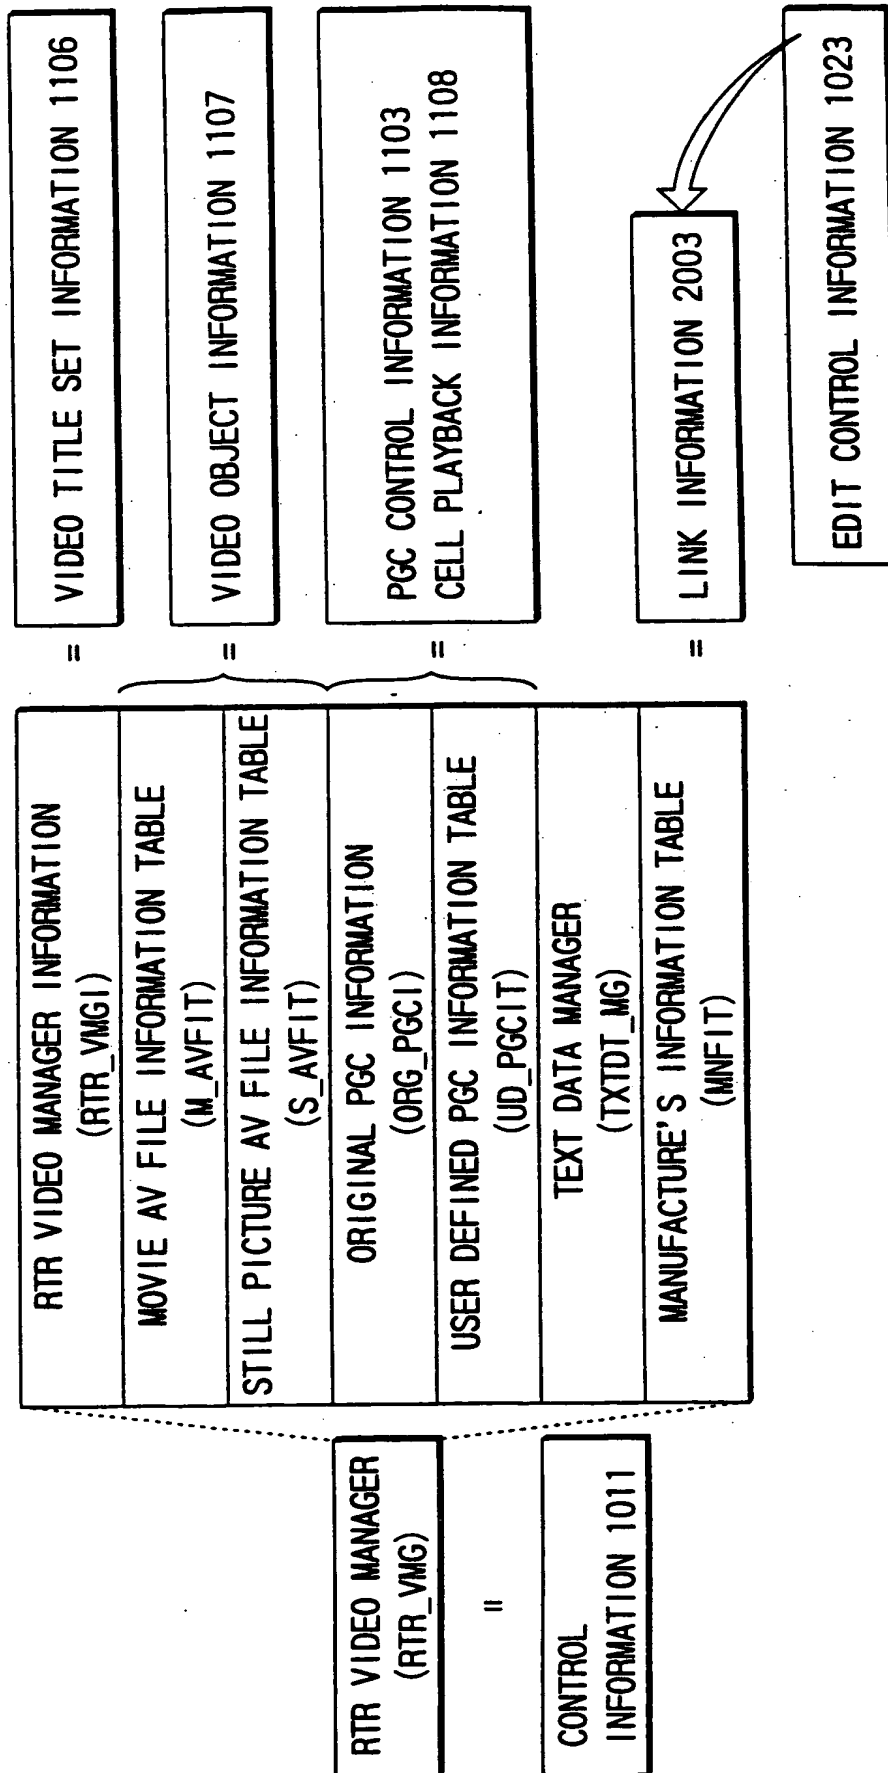 RTR VIDEO MANAGER
(RTR_VMG)
=
CONTROL
INFORMATION 1011
RTR VIDEO MANAGER INFORMATION
(RTR_VMGI)
MOVIE AV FILE INFORMATION TABLE
(M_AVFIT)
STILL PICTURE AV FILE INFORMATION TABLE
(S_AVFIT)
ORIGINAL PGC INFORMATION
(ORG_PGCI)
USER DEFINED PGC INFORMATION TABLE
(UD_PGCIT)
TEXT DATA MANAGER
(TXTDT_MG)
MANUFACTURE'S INFORMATION TABLE
(MNFIT)
= VIDEO TITLE SET INFORMATION 1106
= VIDEO OBJECT INFORMATION 1107
= PGC CONTROL INFORMATION 1103
CELL PLAYBACK INFORMATION 1108
= LINK INFORMATION 2003
EDIT CONTROL INFORMATION 1023